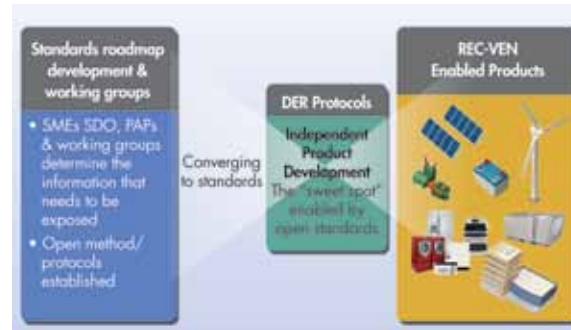 Standards roadmap
development &
working groups
• SMEs SDO, PAPs
& working groups
determine the
information that
needs to be
exposed
• Open method/
protocols
established
Converging
to standards
DER Protocols
Independent
Product
Development
The "sweet spot"
enabled by
open standards
REC-VEN
Enabled Products